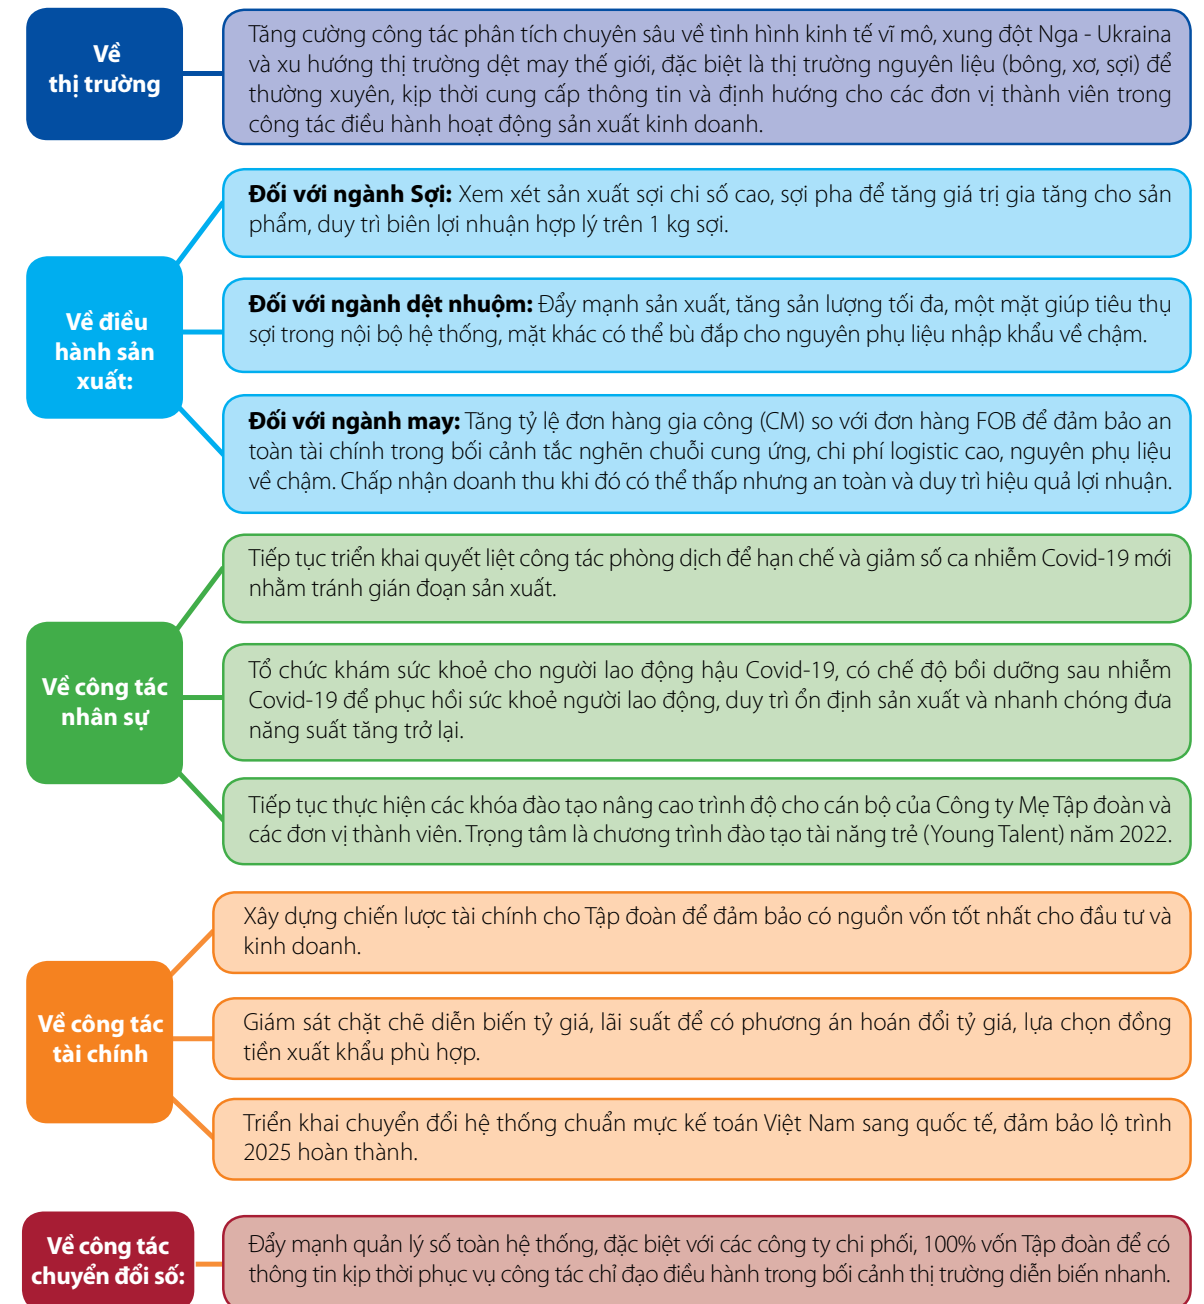 Về
thị trường
Tăng cường công tác phân tích chuyên sâu về tình hình kinh tế vĩ mô, xung đột Nga - Ukraina
và xu hướng thị trường dệt may thế giới, đặc biệt là thị trường nguyên liệu (bông, xơ, sợi) để
thường xuyên, kịp thời cung cấp thông tin và định hướng cho các đơn vị thành viên trong
công tác điều hành hoạt động sản xuất kinh doanh.
Về điều
hành sản
xuất:
Đối với ngành Sợi: Xem xét sản xuất sợi chi số cao, sợi pha để tăng giá trị gia tăng cho sản
phẩm, duy trì biên lợi nhuận hợp lý trên 1 kg sợi.
Đối với ngành dệt nhuộm: Đẩy mạnh sản xuất, tăng sản lượng tối đa, một mặt giúp tiêu thụ
sợi trong nội bộ hệ thống, mặt khác có thể bù đắp cho nguyên phụ liệu nhập khẩu về chậm.
Đối với ngành may: Tăng tỷ lệ đơn hàng gia công (CM) so với đơn hàng FOB để đảm bảo an
toàn tài chính trong bối cảnh tắc nghẽn chuỗi cung ứng, chi phí logistic cao, nguyên phụ liệu
về chậm. Chấp nhận doanh thu khi đó có thể thấp nhưng an toàn và duy trì hiệu quả lợi nhuận.
Về công tác
nhân sự
Tiếp tục triển khai quyết liệt công tác phòng dịch để hạn chế và giảm số ca nhiễm Covid-19 mới
nhằm tránh gián đoạn sản xuất.
Tổ chức khám sức khoẻ cho người lao động hậu Covid-19, có chế độ bồi dưỡng sau nhiễm
Covid-19 để phục hồi sức khoẻ người lao động, duy trì ổn định sản xuất và nhanh chóng đưa
năng suất tăng trở lại.
Tiếp tục thực hiện các khóa đào tạo nâng cao trình độ cho cán bộ của Công ty Mẹ Tập đoàn và
các đơn vị thành viên. Trọng tâm là chương trình đào tạo tài năng trẻ (Young Talent) năm 2022.
Về công tác
tài chính
Xây dựng chiến lược tài chính cho Tập đoàn để đảm bảo có nguồn vốn tốt nhất cho đầu tư và
kinh doanh.
Giám sát chặt chẽ diễn biến tỷ giá, lãi suất để có phương án hoán đổi tỷ giá, lựa chọn đồng
tiền xuất khẩu phù hợp.
Triển khai chuyển đổi hệ thống chuẩn mực kế toán Việt Nam sang quốc tế, đảm bảo lộ trình
2025 hoàn thành.
Về công tác
chuyển đổi số:
Đẩy mạnh quản lý số toàn hệ thống, đặc biệt với các công ty chi phối, 100% vốn Tập đoàn để có
thông tin kịp thời phục vụ công tác chỉ đạo điều hành trong bối cảnh thị trường diễn biến nhanh.